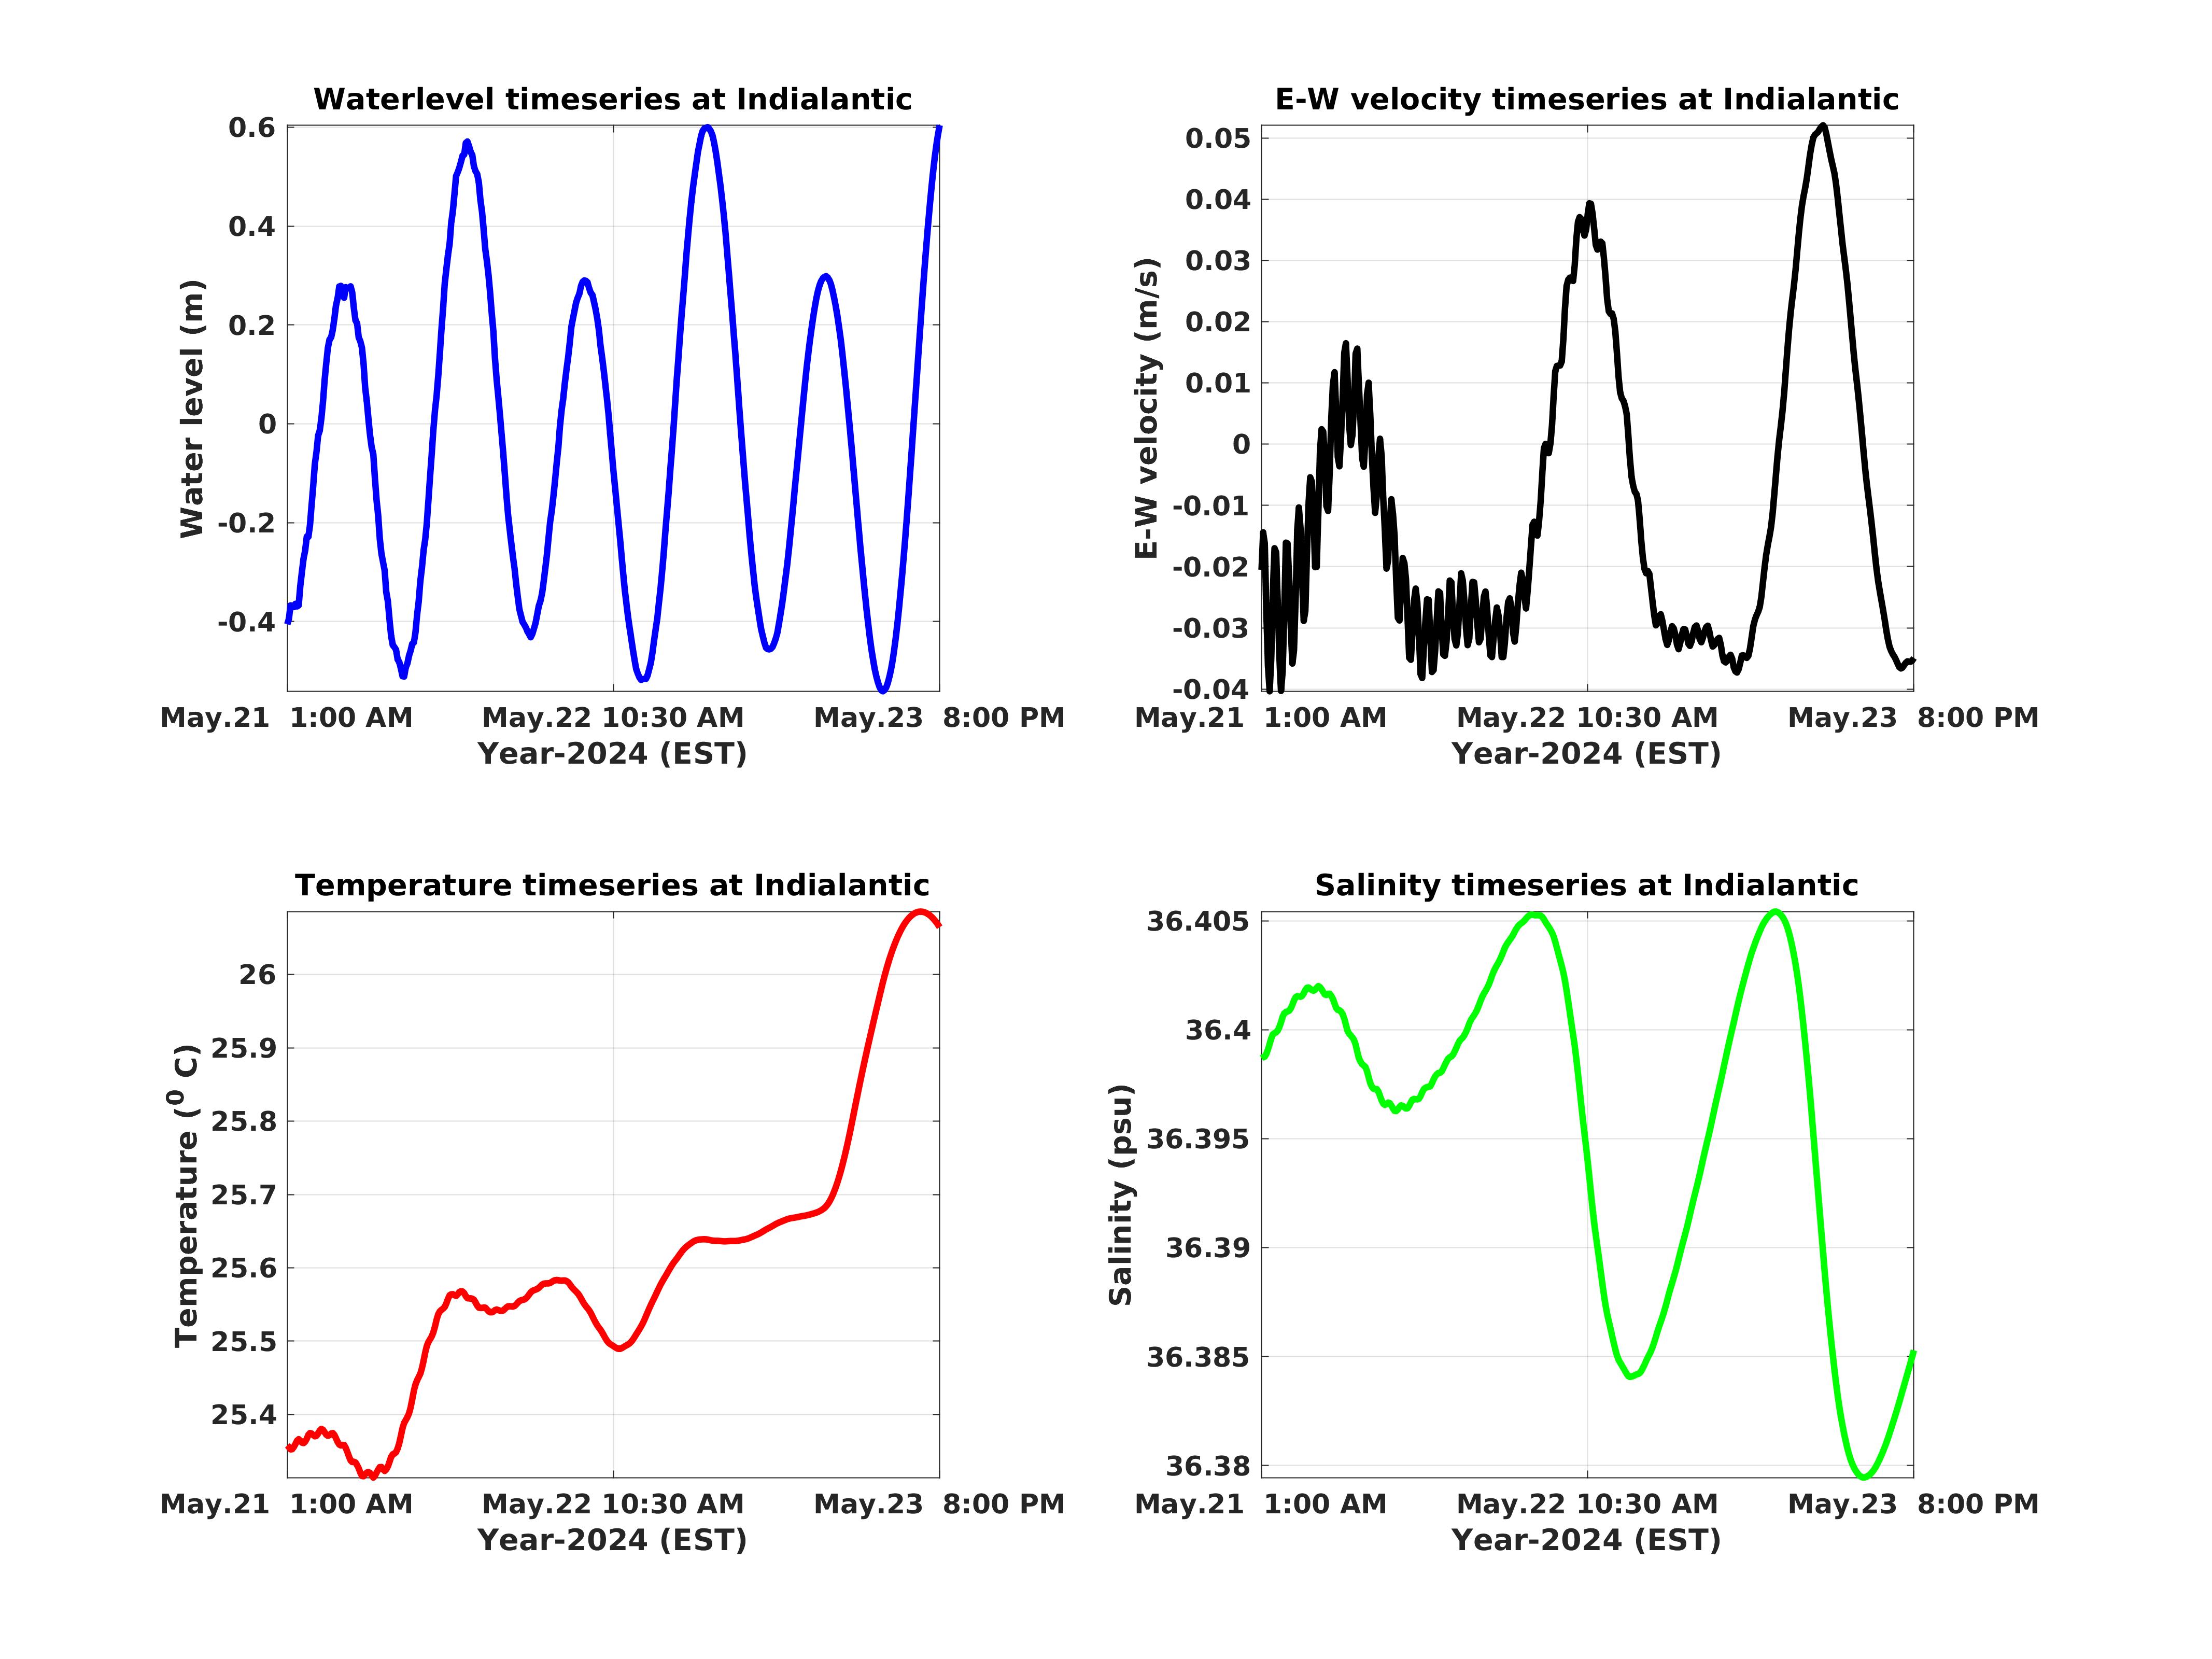 Waterlevel timeseries at Indialantic
0.6
0.4
0.2
0
-0.2
-0.4
Water level (m)
May.21 1:00 AM
May.22 10:30 AM
May.23 8:00 PM
Year-2024 (EST)
E-W velocity timeseries at Indialantic
0.05
0.04
0.03
0.02
0.01
0
-0.01
-0.02
-0.03
-0.04
E-W velocity (m/s)
May.21 1:00 AM
May.22 10:30 AM
May.23 8:00 PM
Year-2024 (EST)
Temperature timeseries at Indialantic
26
25.9
25.8
25.7
25.6
25.5
25.4
Temperature (⁰ C)
May.21 1:00 AM
May.22 10:30 AM
May.23 8:00 PM
Year-2024 (EST)
Salinity timeseries at Indialantic
36.405
36.4
36.395
36.39
36.385
36.38
Salinity (psu)
May.21 1:00 AM
May.22 10:30 AM
May.23 8:00 PM
Year-2024 (EST)